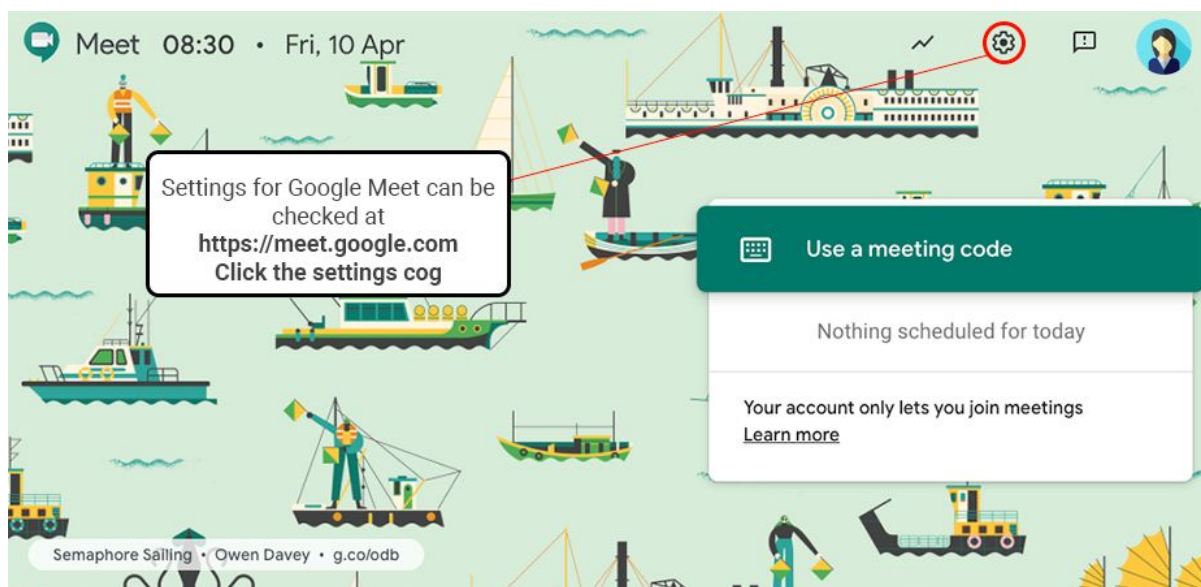 Meet 08:30 • Fri, 10 Apr
Settings for Google Meet can be
checked at
https://meet.google.com
Click the settings cog
Use a meeting code
Nothing scheduled for today
Your account only lets you join meetings
Learn more
Semaphore Sailing • Owen Davey • g.co/odb